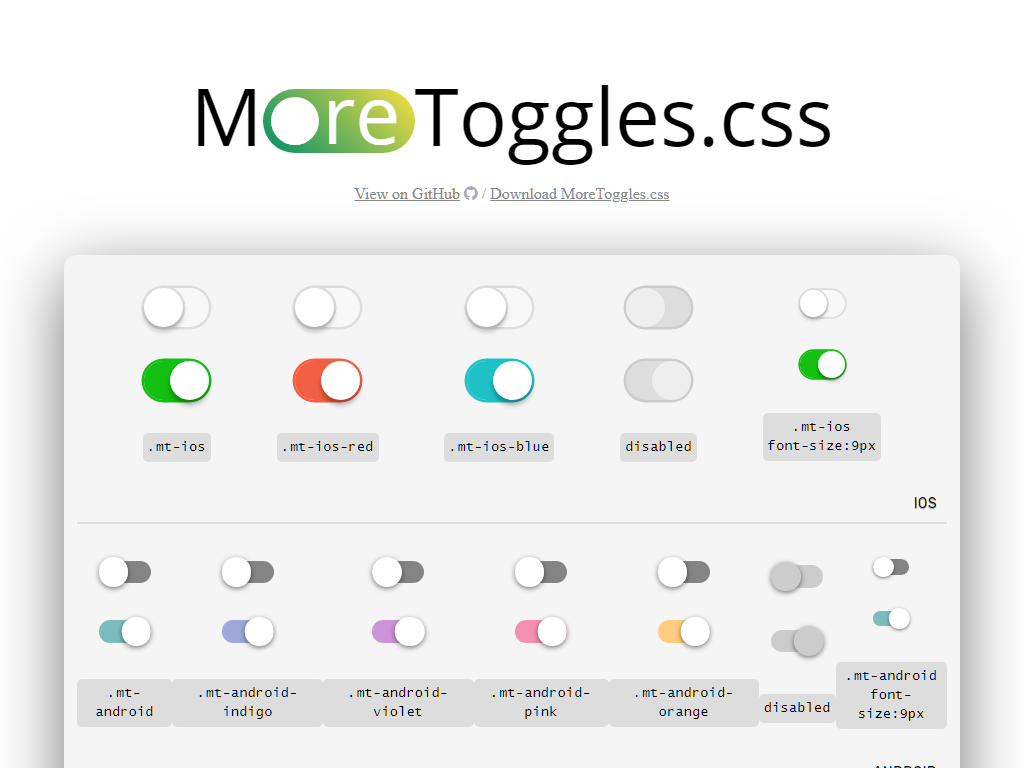 MoreToggles.css
View on GitHub / Download MoreToggles.css
.mt-ios
.mt-ios-red
.mt-ios-blue
disabled
.mt-ios
font-size:9px
IOS
.mt-
android
.mt-android-
indigo
.mt-android-
violet
.mt-android-
pink
.mt-android-
orange
disabled
.mt-android
font-
size:9px
ANDROID